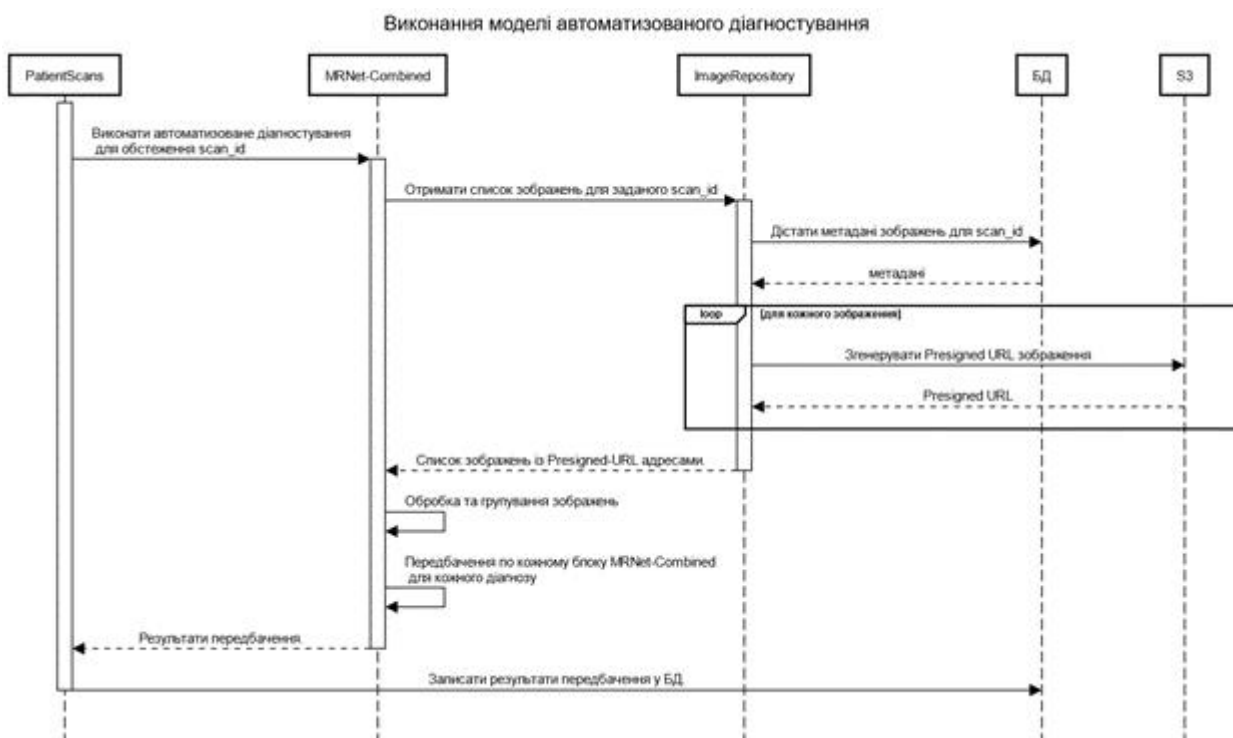 Виконання моделі автоматизованого діагностування
PatientScans
MRNet-Combined
ImageRepository
БД
S3
Виконати автоматизоване діагностування
для обстеження scan_id
Отримати список зображень для заданого scan_id
Дістати метадані зображень для scan_id
метадані
loop
[для кожного зображення]
Згенерувати Presigned URL зображення
Presigned URL
Список зображень із Presigned-URL адресами.
Обробка та групування зображень
Передбачення по кожному блоку MRNet-Combined
для кожного діагнозу
Результати передбачення.
Записати результати передбачення у БД